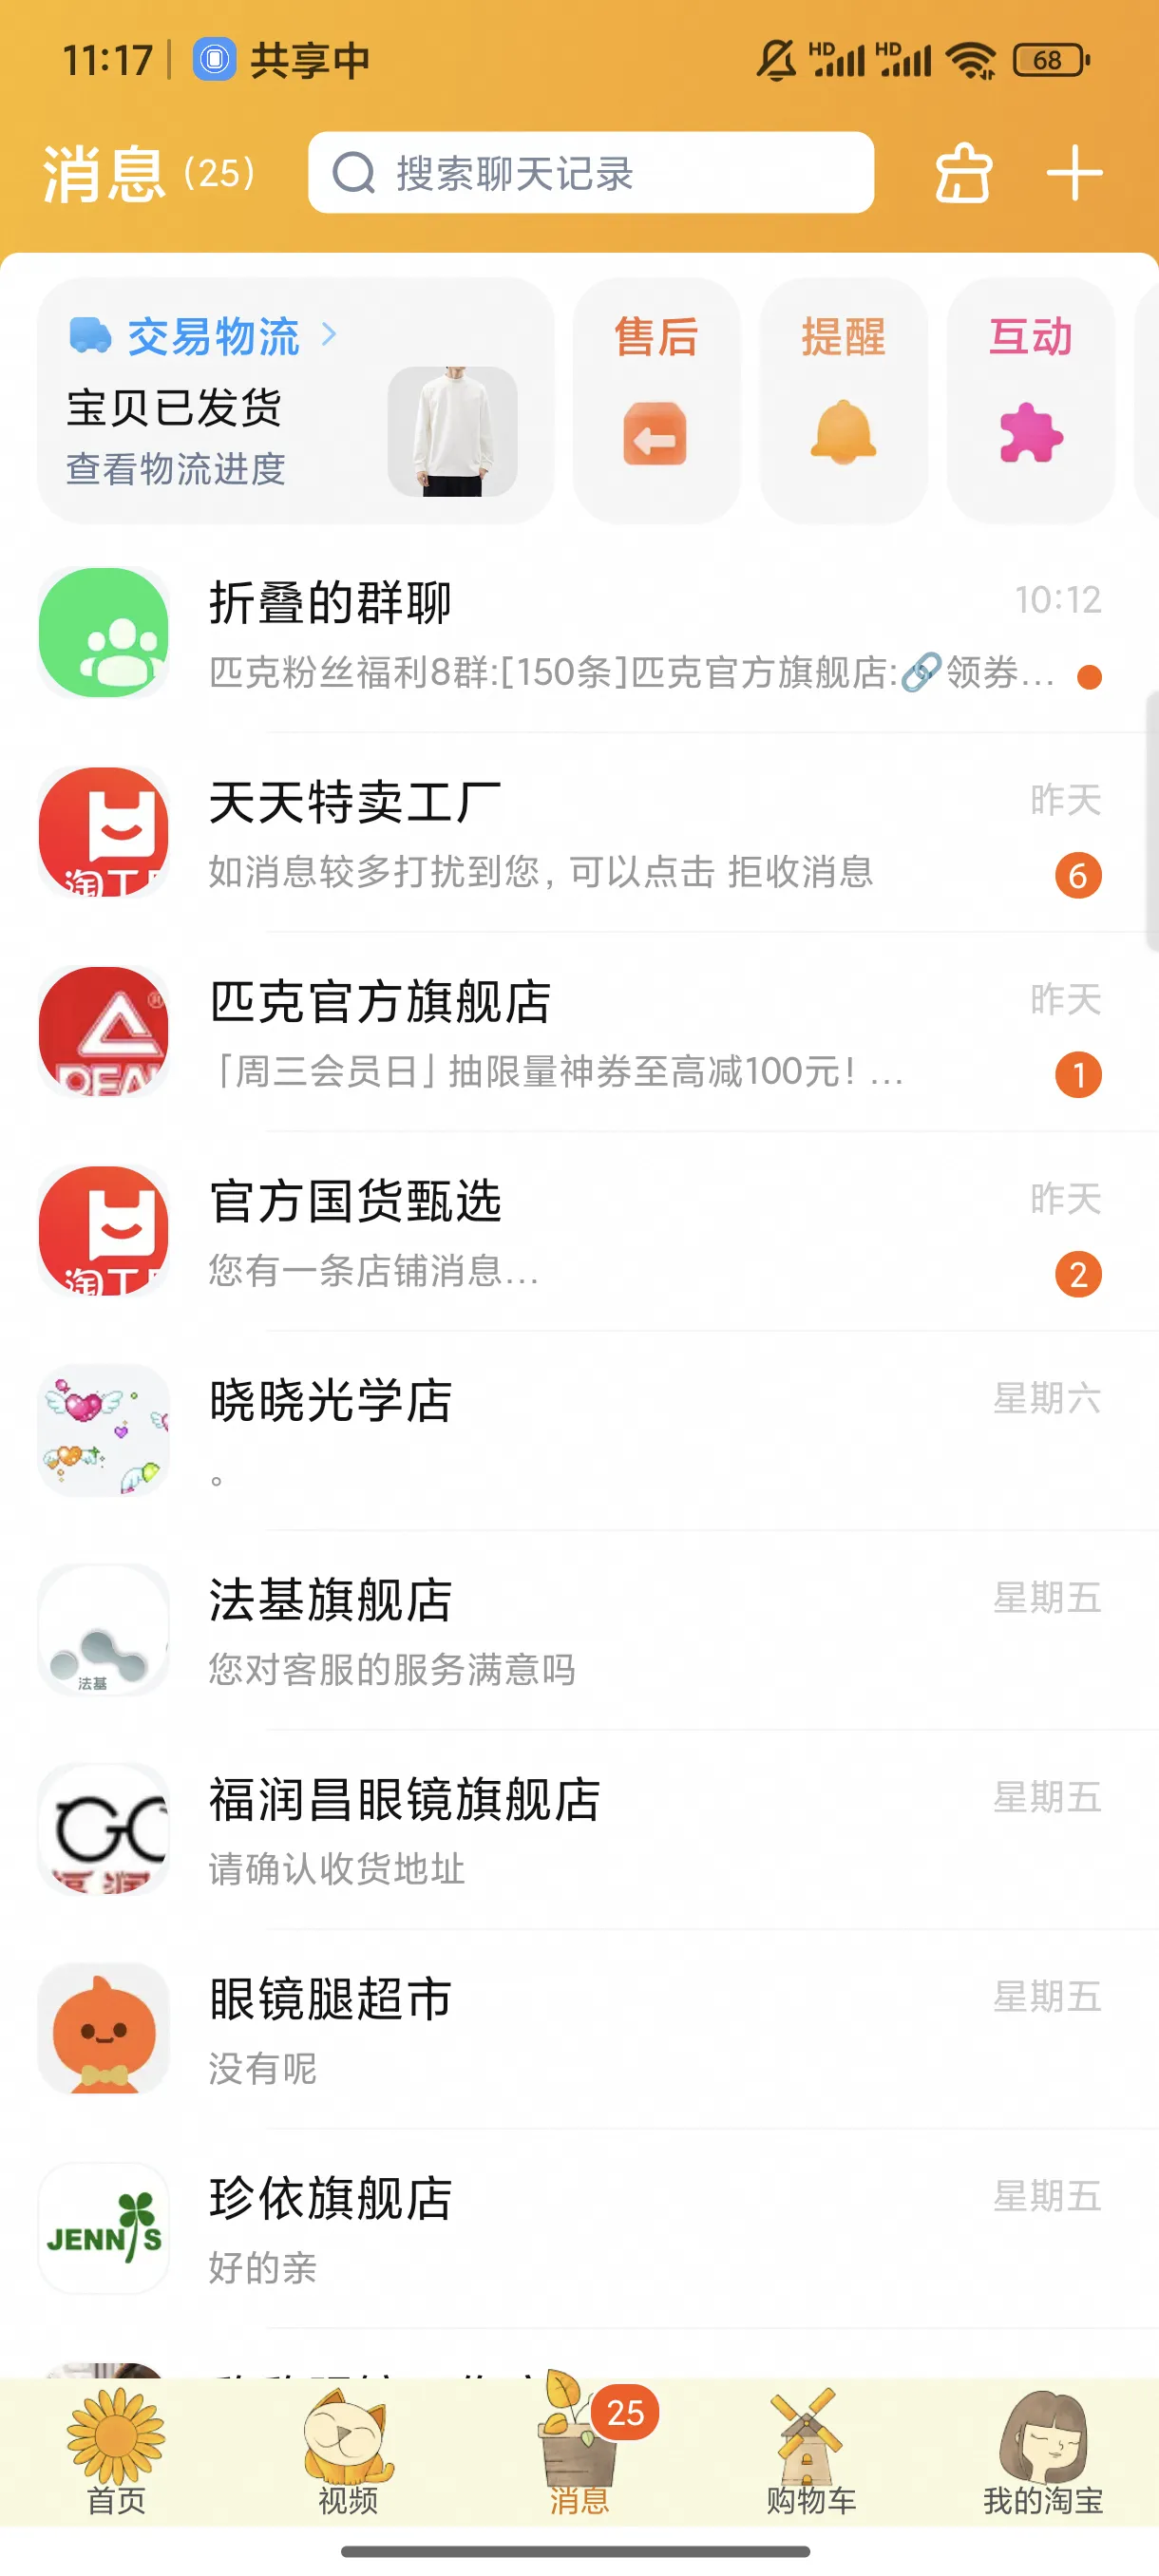 11:17 共享中 HD HD 68
消息 (25) 搜索聊天记录
交易物流
宝贝已发货
查看物流进度
售后
提醒
互动
折叠的群聊 10:12
匹克粉丝福利8群:[150条]匹克官方旗舰店:🔗领券...
天天特卖工厂 昨天
如消息较多打扰到您，可以点击 拒收消息 6
匹克官方旗舰店 昨天
「周三会员日」抽限量神券至高减100元！... 1
官方国货甄选 昨天
您有一条店铺消息... 2
晓晓光学店 星期六
。
法基
法基旗舰店 星期五
您对客服的服务满意吗
福润昌眼镜旗舰店 星期五
请确认收货地址
眼镜腿超市 星期五
没有呢
JENNIS
珍依旗舰店 星期五
好的亲
25
首页 视频 消息 购物车 我的淘宝